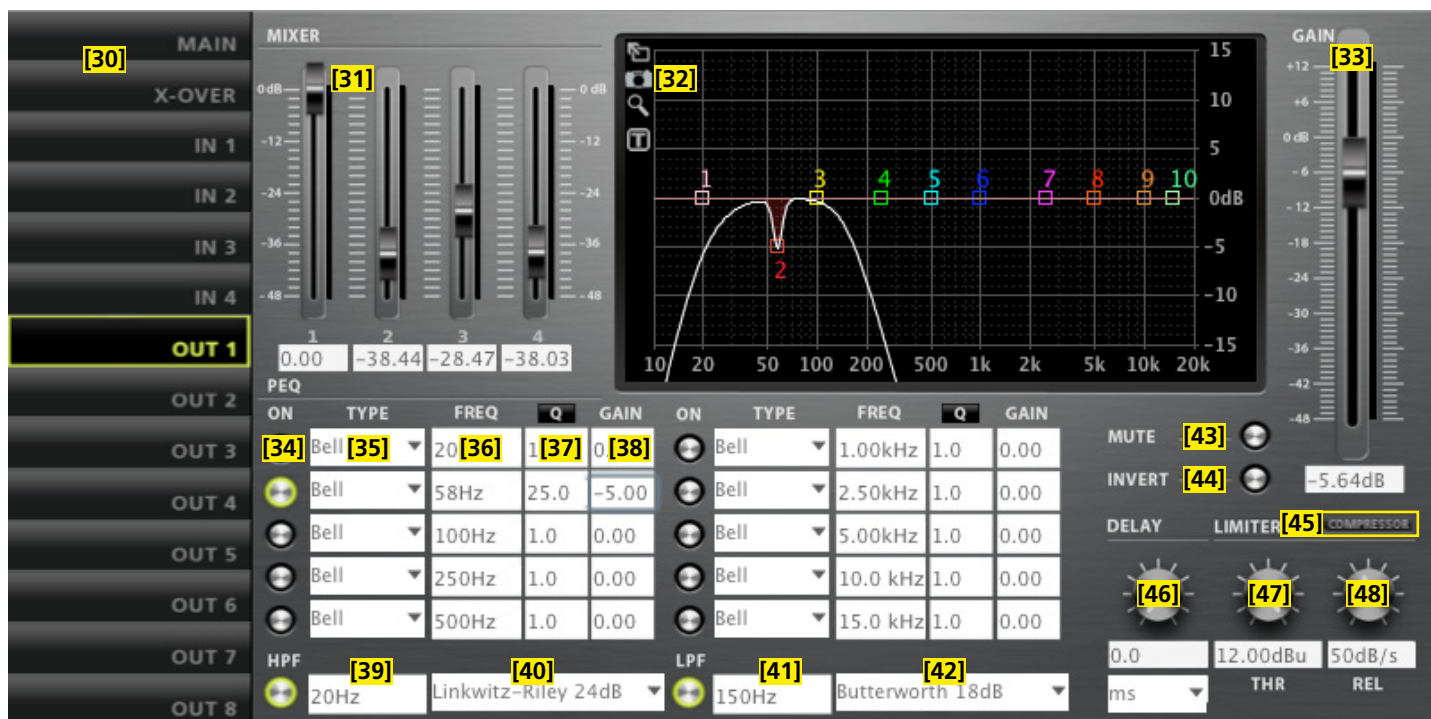 MAIN
X-OVER
IN 1
IN 2
IN 3
IN 4
OUT 1
OUT 2
OUT 3
OUT 4
OUT 5
OUT 6
OUT 7
OUT 8
[30]
MIXER
[31]
0dB
-12
-24
-36
-48
0 dB
-12
-24
-36
-48
1 2 3 4
0.00 -38.44 -28.47 -38.03
[32]
T
15
10
5
0dB
-5
-10
-15
1 2 3 4 5 6 7 8 9 10
10 20 50 100 200 500 1k 2k 5k 10k 20k
GAIN
[33]
+12
+6
0 dB
-6
-12
-18
-24
-30
-36
-42
-48
-5.64dB
PEQ
ON TYPE FREQ Q GAIN ON TYPE FREQ Q GAIN
[34] Bell [35] 20 [36] 1 [37] 0. [38] Bell 1.00kHz 1.0 0.00
Bell 58Hz 25.0 -5.00 Bell 2.50kHz 1.0 0.00
Bell 100Hz 1.0 0.00 Bell 5.00kHz 1.0 0.00
Bell 250Hz 1.0 0.00 Bell 10.0 kHz 1.0 0.00
Bell 500Hz 1.0 0.00 Bell 15.0 kHz 1.0 0.00
HPF [39] [40] LPF [41] [42]
20Hz Linkwitz-Riley 24dB 150Hz Butterworth 18dB
MUTE [43]
INVERT [44]
DELAY LIMITER [45] COMPRESSOR
[46] [47] [48]
0.0 12.00dBu 50dB/s
ms THR REL